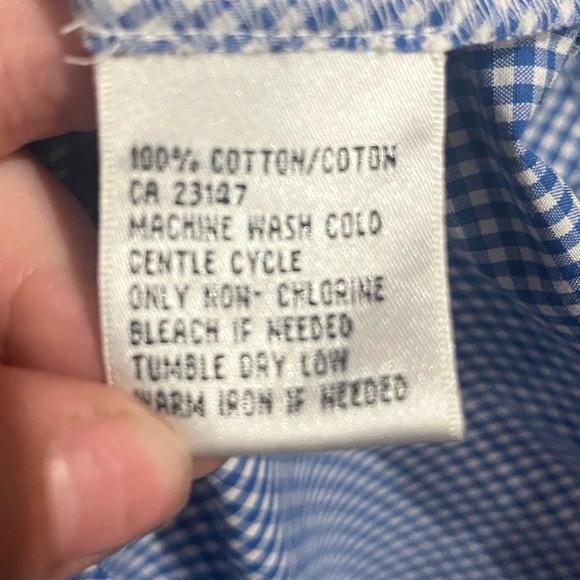 100% COTTON/COTON
CA 23127
MACHINE WASH COLD
GENTLE CYCLE
ONLY NON- CHLORINE
BLEACH IF NEEDED
TUMBLE DRY LOW
WARM IRON IF NEEDED